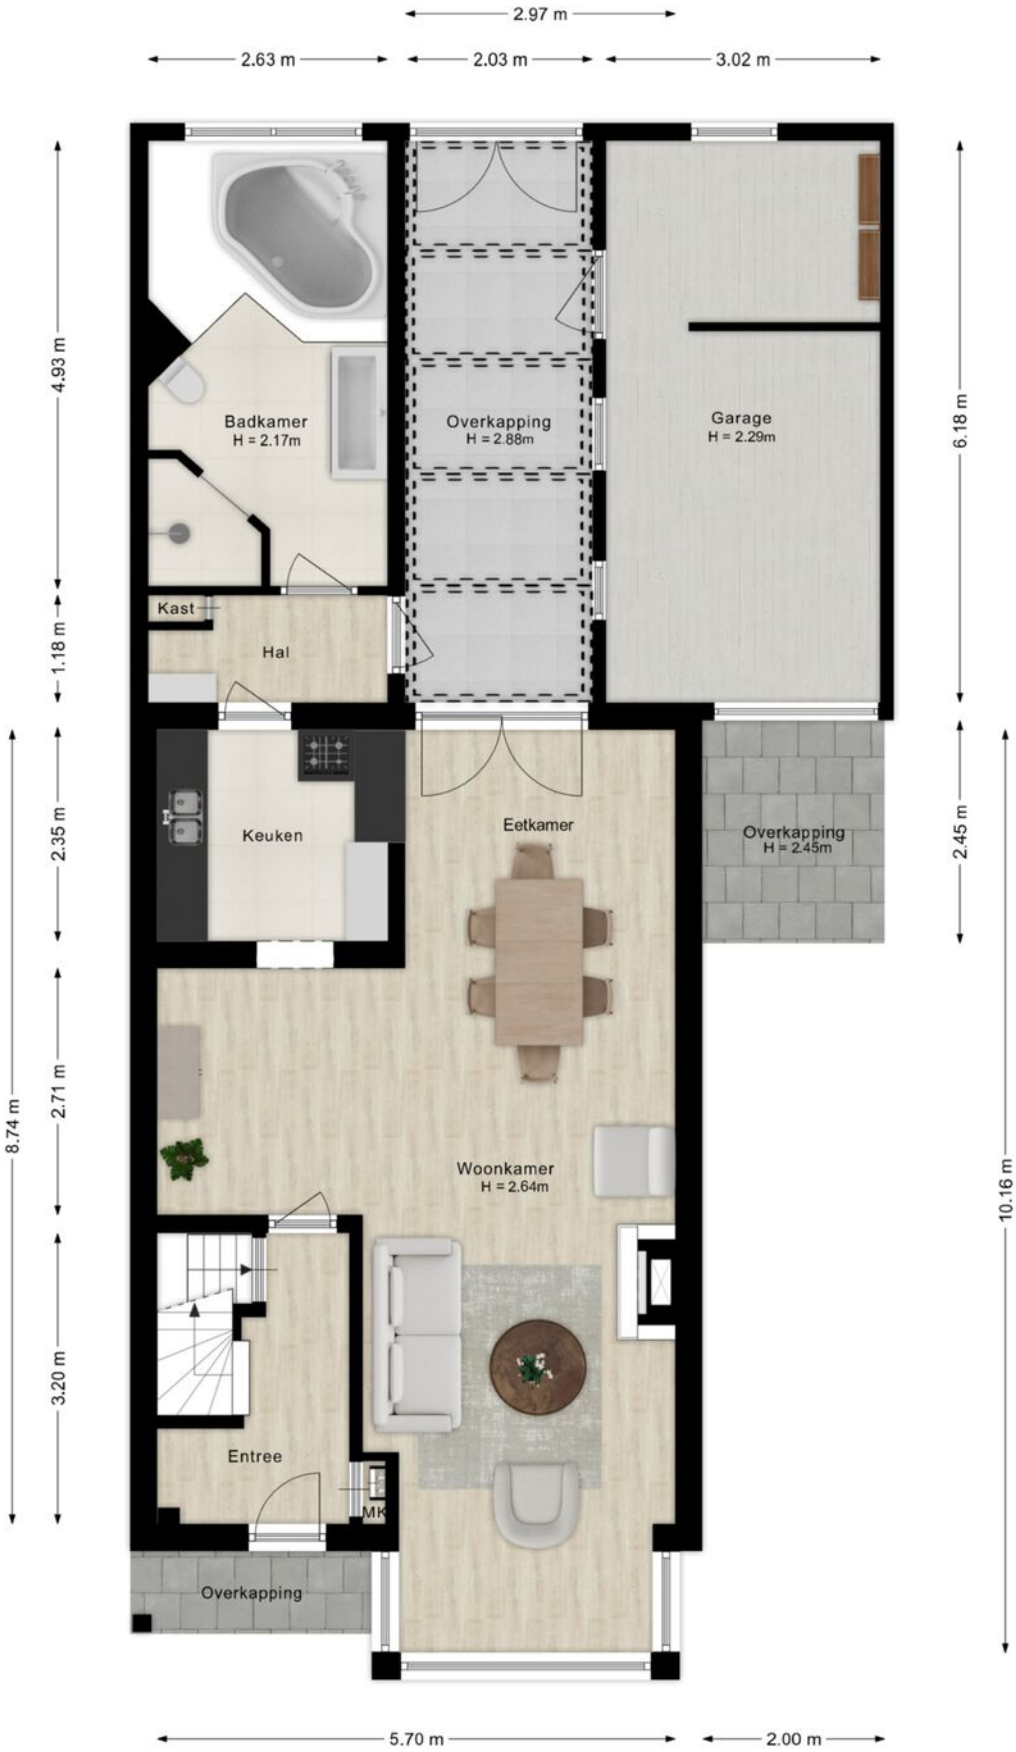 2.97 m
2.63 m
2.03 m
3.02 m
4.93 m
6.18 m
Badkamer
H = 2.17m
Overkapping
H = 2.88m
Garage
H = 2.29m
Kast
Hal
1.18 m
2.35 m
Keuken
Eetkamer
Overkapping
H = 2.45m
2.45 m
2.71 m
8.74 m
Woonkamer
H = 2.64m
10.16 m
3.20 m
Entree
MK
Overkapping
5.70 m
2.00 m